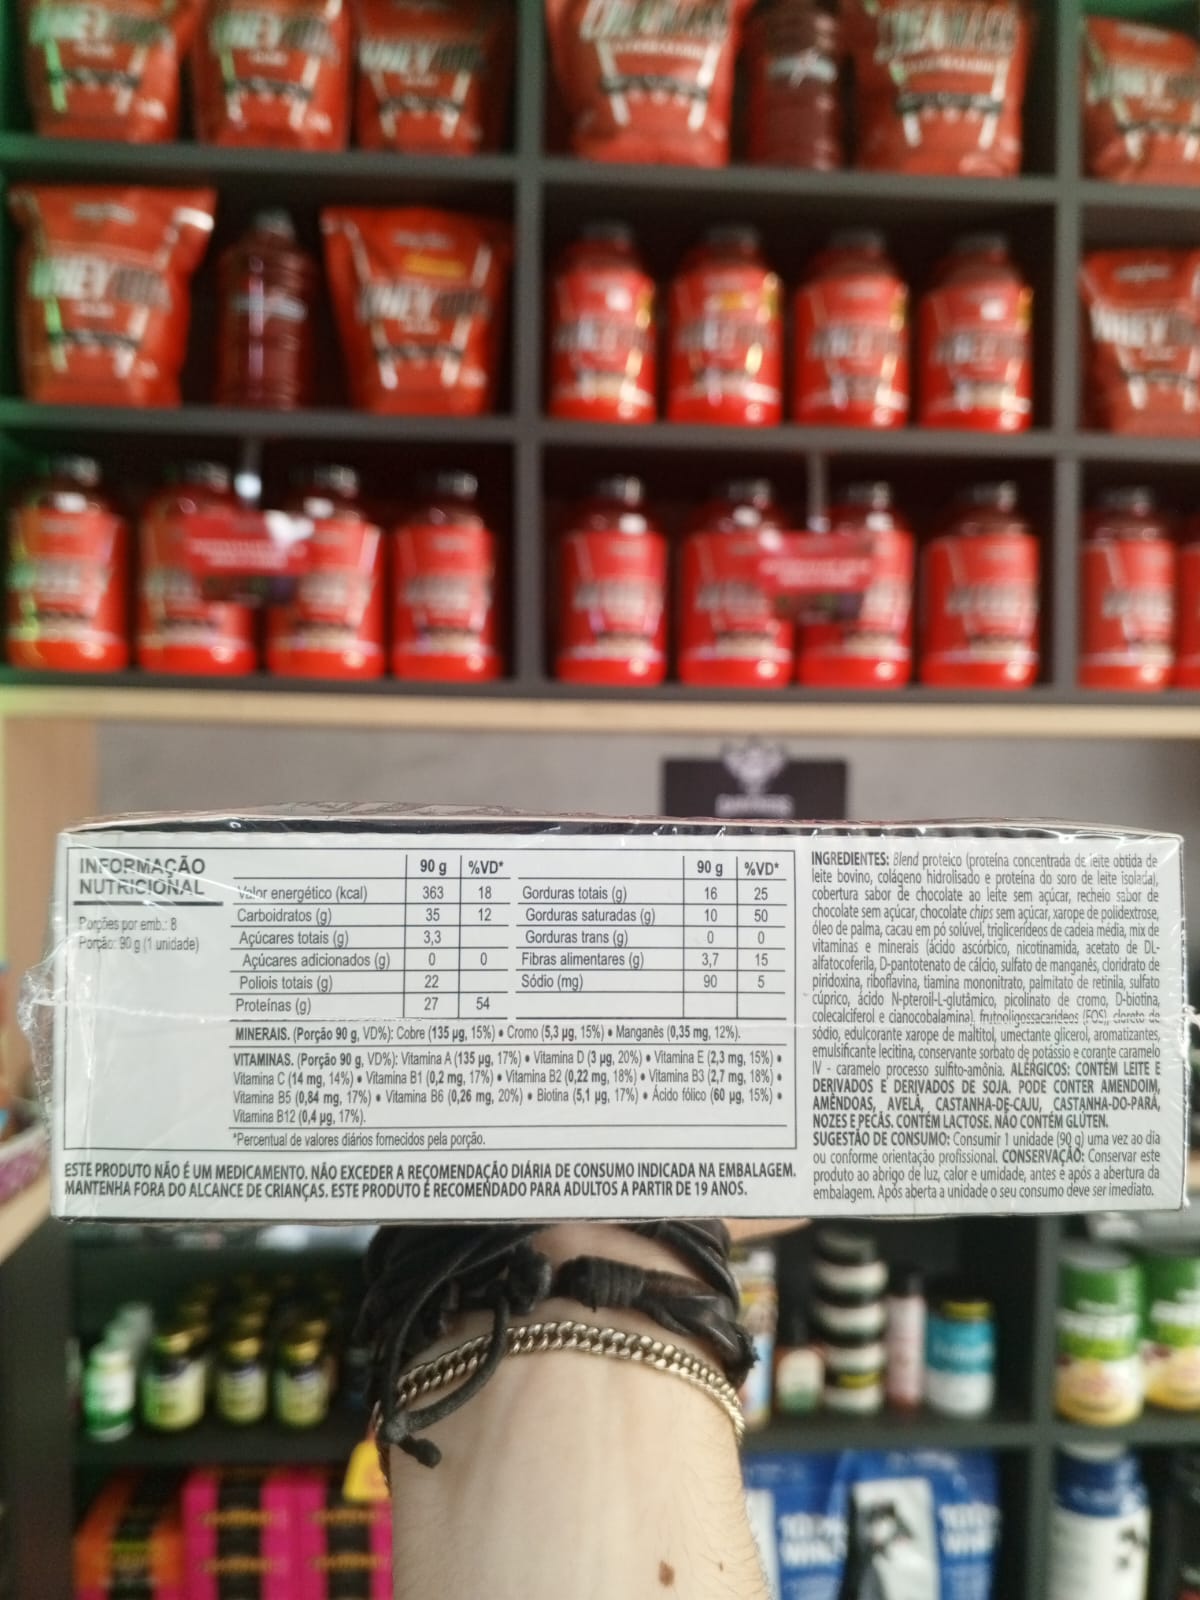 WHEY
WHEY
WHEY
WHEY
WHEY
WHEY
WHEY
INFORMAÇÃO
NUTRICIONAL
Porções por emb.: 8
Porção: 90 g (1 unidade)
90 g %VD*
Valor energético (kcal) 363 18
Carboidratos (g) 35 12
Açúcares totais (g) 3,3
Açúcares adicionados (g) 0 0
Poliois totais (g) 22
Proteínas (g) 27 54
90 g %VD*
Gorduras totais (g) 16 25
Gorduras saturadas (g) 10 50
Gorduras trans (g) 0 0
Fibras alimentares (g) 3,7 15
Sódio (mg) 90 5
MINERAIS. (Porção 90 g, VD%): Cobre (135 µg, 15%) • Cromo (5,3 µg, 15%) • Manganês (0,35 mg, 12%).
VITAMINAS. (Porção 90 g, VD%): Vitamina A (135 µg, 17%) • Vitamina D (3 µg, 20%) • Vitamina E (2,3 mg, 15%) •
Vitamina C (14 mg, 14%) • Vitamina B1 (0,2 mg, 17%) • Vitamina B2 (0,22 mg, 18%) • Vitamina B3 (2,7 mg, 18%) •
Vitamina B5 (0,84 mg, 17%) • Vitamina B6 (0,26 mg, 20%) • Biotina (5,1 µg, 17%) • Ácido fólico (60 µg, 15%) •
Vitamina B12 (0,4 µg, 17%).
*Percentual de valores diários fornecidos pela porção.
ESTE PRODUTO NÃO É UM MEDICAMENTO. NÃO EXCEDER A RECOMENDAÇÃO DIÁRIA DE CONSUMO INDICADA NA EMBALAGEM.
MANTENHA FORA DO ALCANCE DE CRIANÇAS. ESTE PRODUTO É RECOMENDADO PARA ADULTOS A PARTIR DE 19 ANOS.
INGREDIENTES: Blend proteico (proteína concentrada de leite obtida de
leite bovino, colágeno hidrolisado e proteína do soro de leite isolada),
cobertura sabor de chocolate ao leite sem açúcar, recheio sabor de
chocolate sem açúcar, chocolate chips sem açúcar, xarope de polidextrose,
óleo de palma, cacau em pó solúvel, triglicerídeos de cadeia média, mix de
vitaminas e minerais (ácido ascórbico, nicotinamida, acetato de DL-
alfatocoferila, D-pantotenato de cálcio, sulfato de manganês, cloridrato de
piridoxina, riboflavina, tiamina mononitrato, palmitato de retinila, sulfato
cúprico, ácido N-pteroil-L-glutâmico, picolinato de cromo, D-biotina,
colecalciferol e cianocobalamina), frutooligossacarídeos (FOS), cloreto de
sódio, edulcorante xarope de maltitol, umectante glicerol, aromatizantes,
emulsificante lecitina, conservante sorbato de potássio e corante caramelo
IV - caramelo processo sulfito-amônia. ALÉRGICOS: CONTÉM LEITE E
DERIVADOS E DERIVADOS DE SOJA. PODE CONTER AMENDOIM,
AMÊNDOAS, AVELÃ, CASTANHA-DE-CAJU, CASTANHA-DO-PARÁ,
NOZES E PECÃS. CONTÉM LACTOSE. NÃO CONTÉM GLÚTEN.
SUGESTÃO DE CONSUMO: Consumir 1 unidade (90 g) uma vez ao dia
ou conforme orientação profissional. CONSERVAÇÃO: Conservar este
produto ao abrigo de luz, calor e umidade, antes e após a abertura da
embalagem. Após aberta a unidade o seu consumo deve ser imediato.